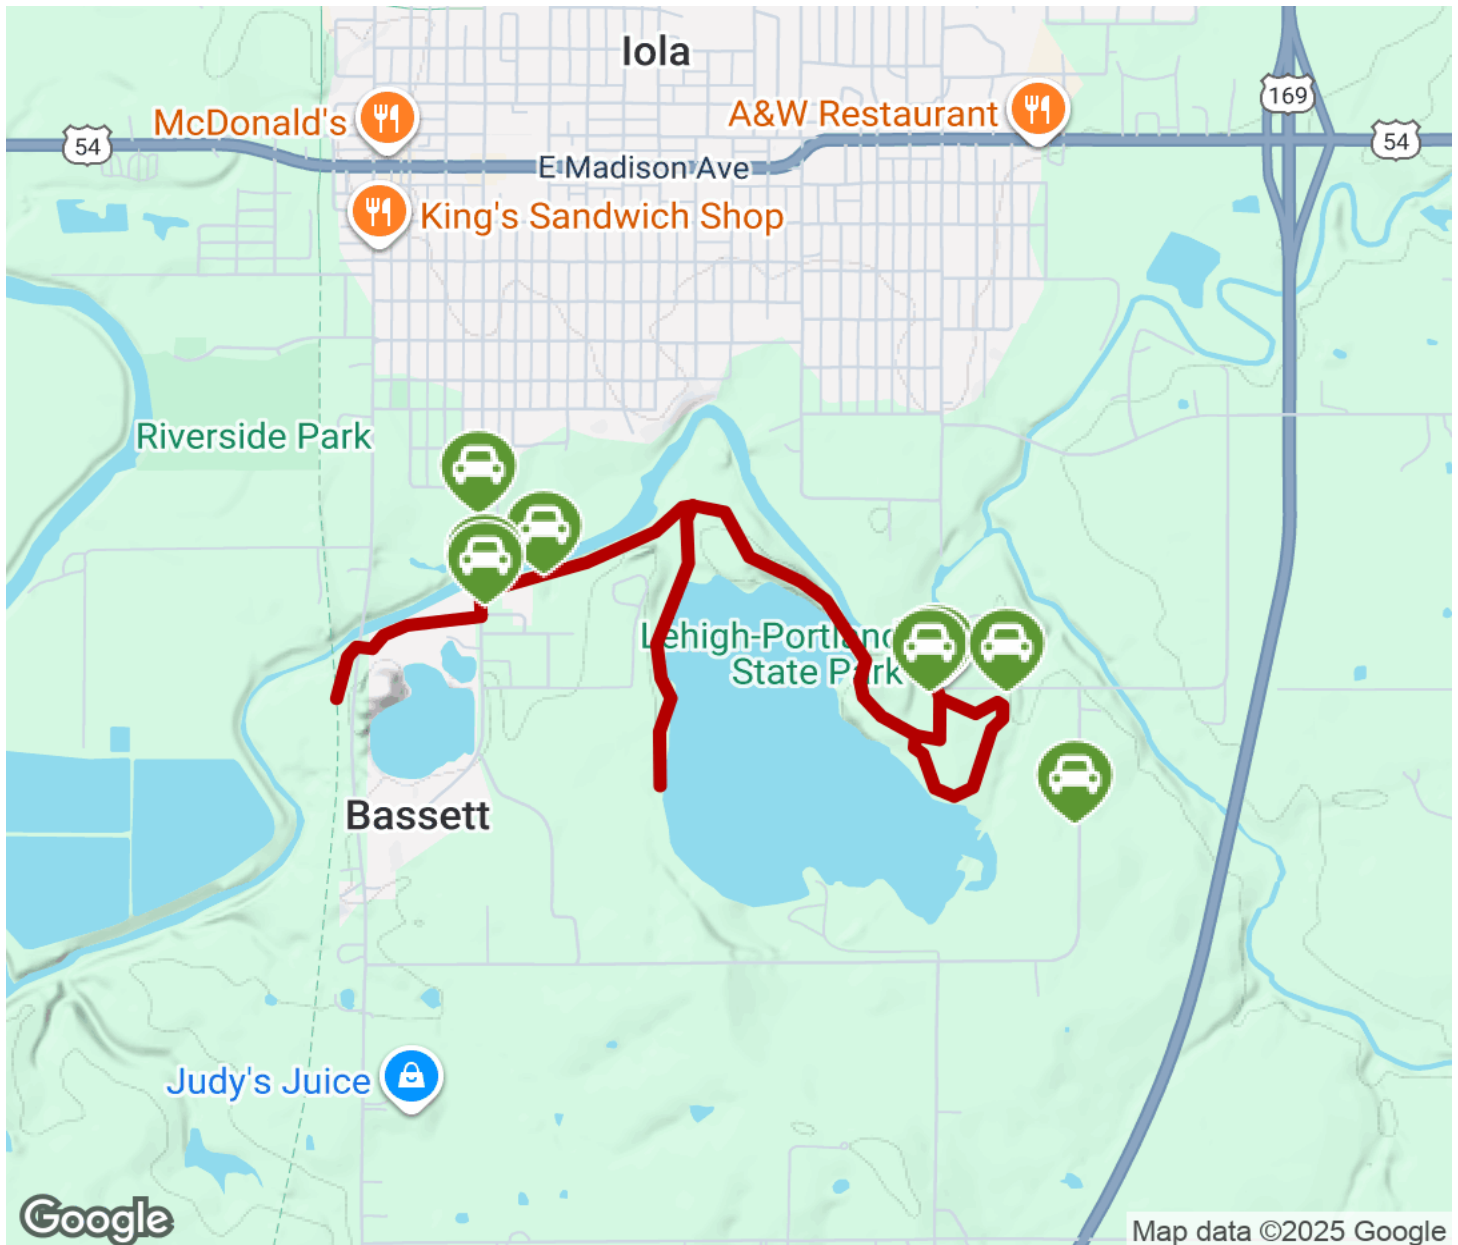 Iola
169
McDonald's
A&W Restaurant
54
54
E Madison Ave
King's Sandwich Shop
Riverside Park
Lehigh-Portland
State Park
Bassett
Judy's Juice
Google
Map data ©2025 Google